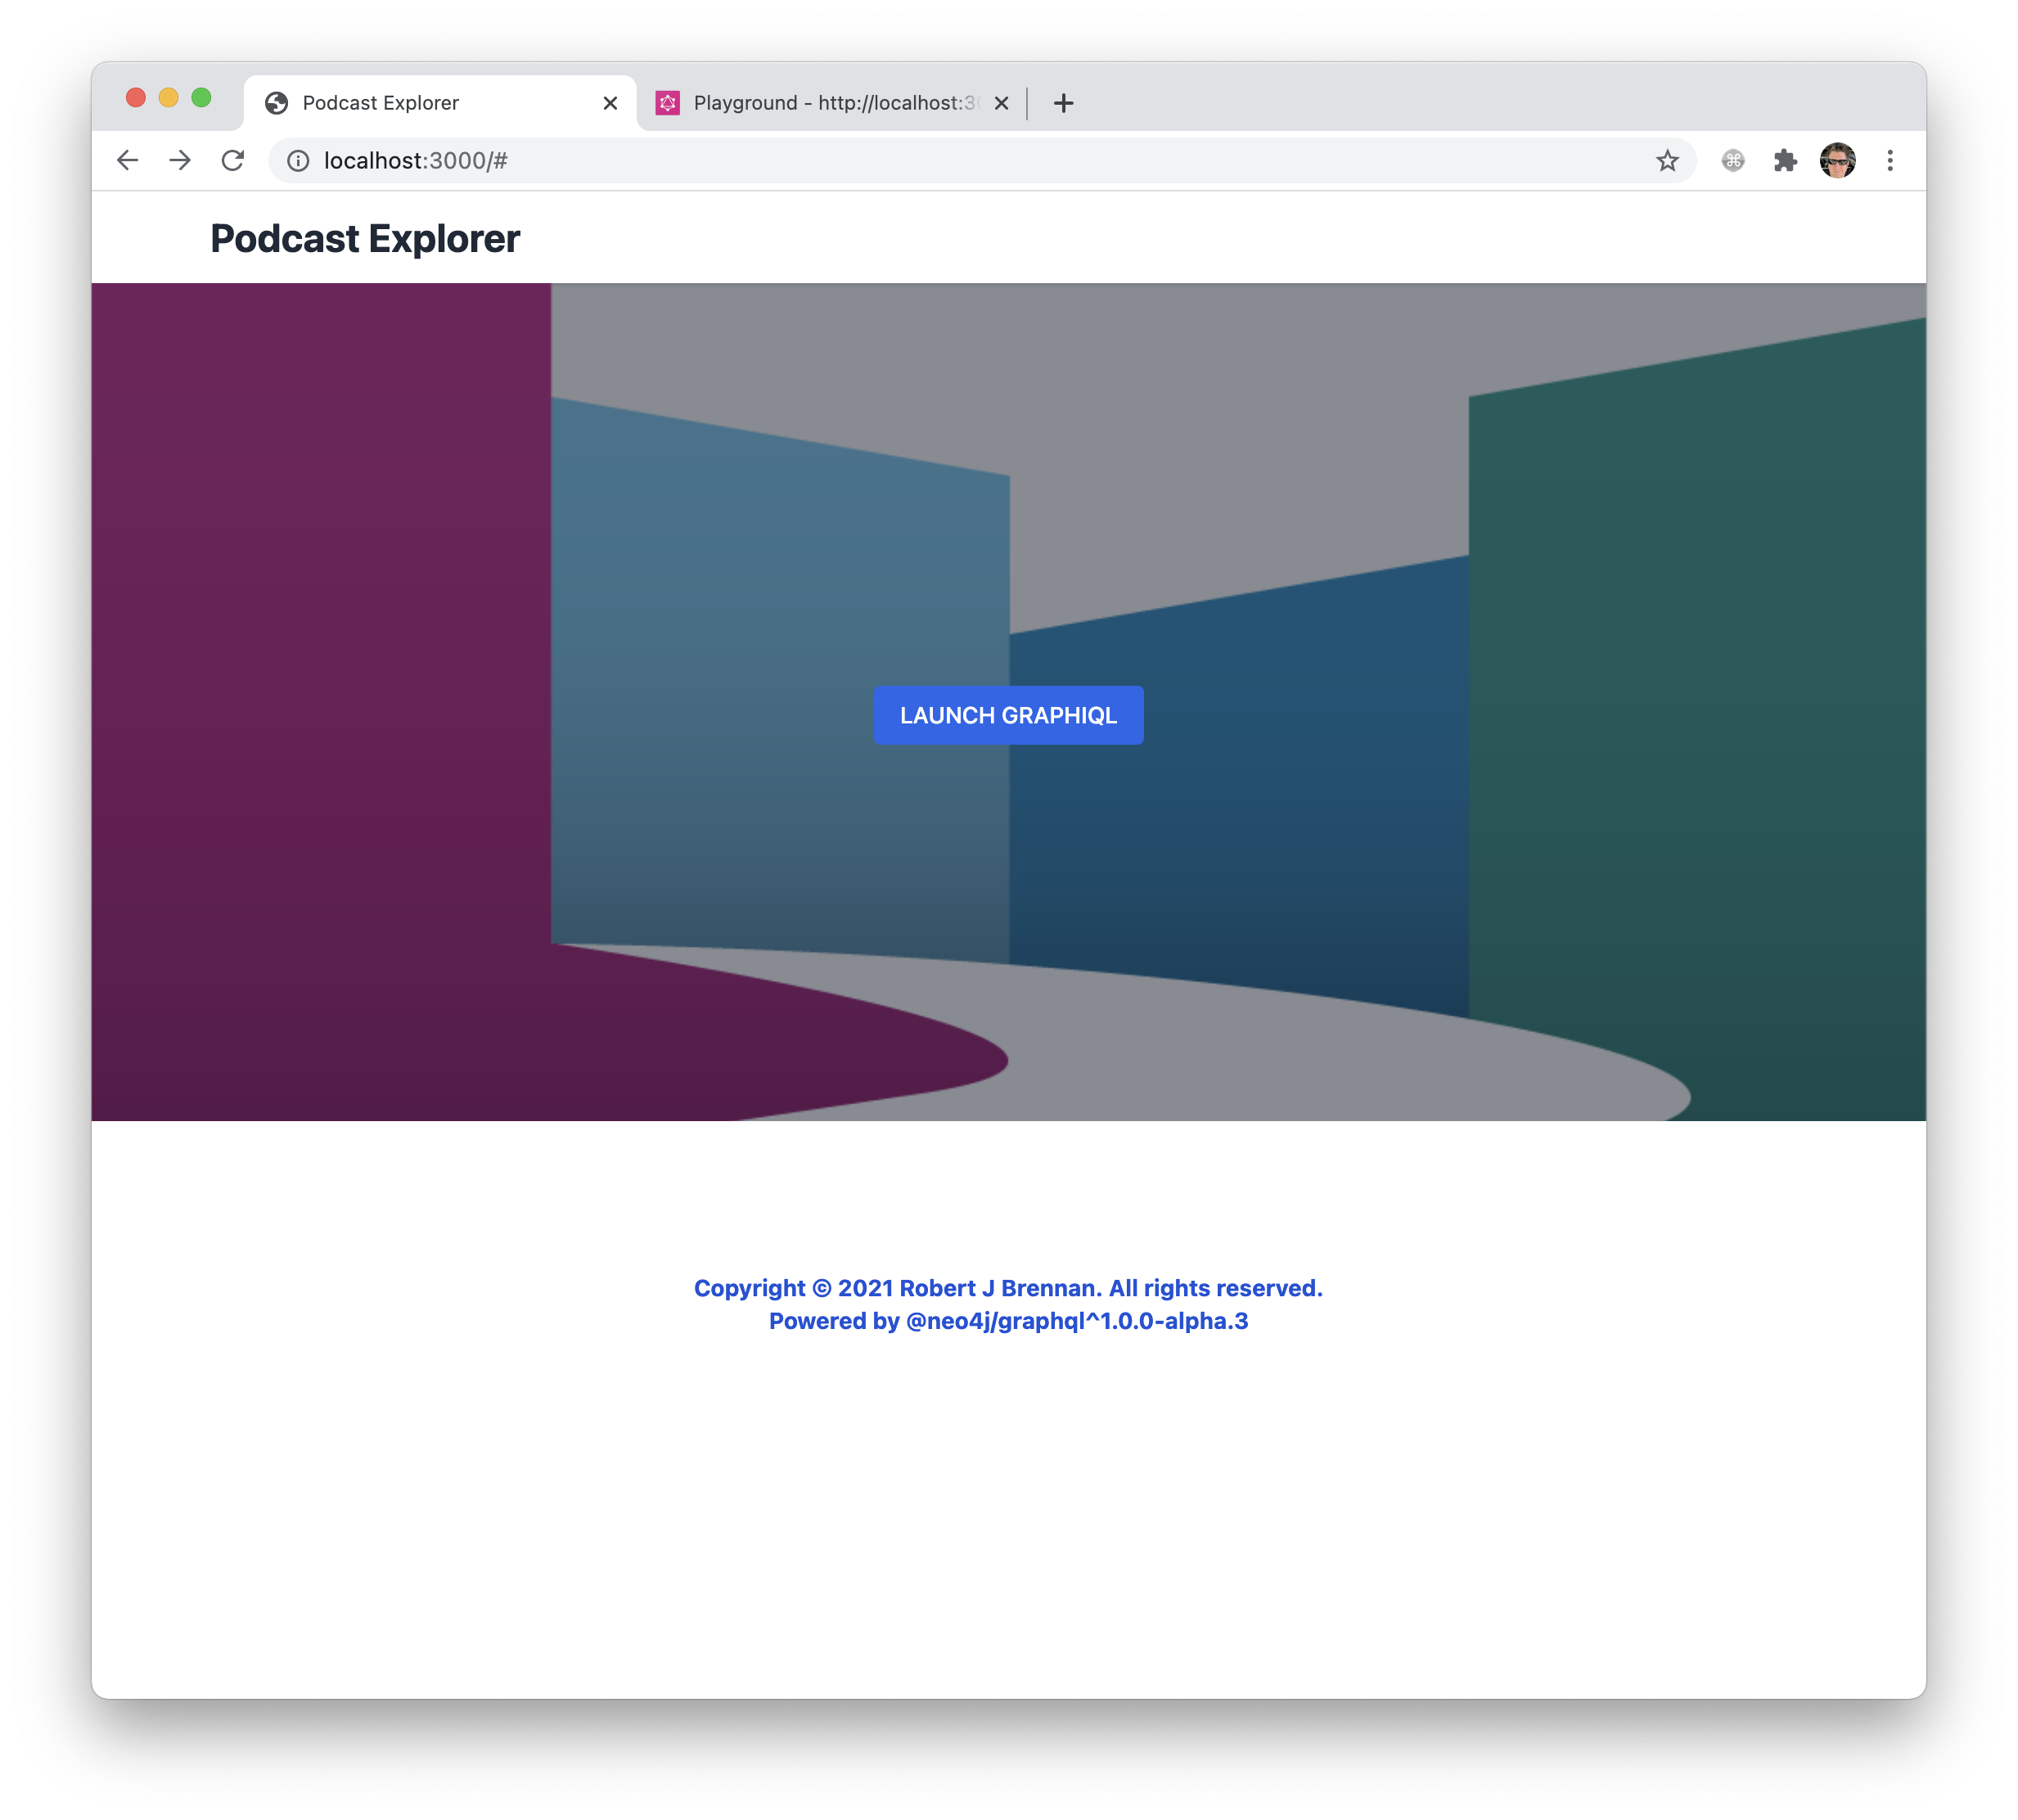 Podcast Explorer
Playground - http://localhost:30
localhost:3000/#
Podcast Explorer
LAUNCH GRAPHIQL
Copyright © 2021 Robert J Brennan. All rights reserved.
Powered by @neo4j/graphql^1.0.0-alpha.3